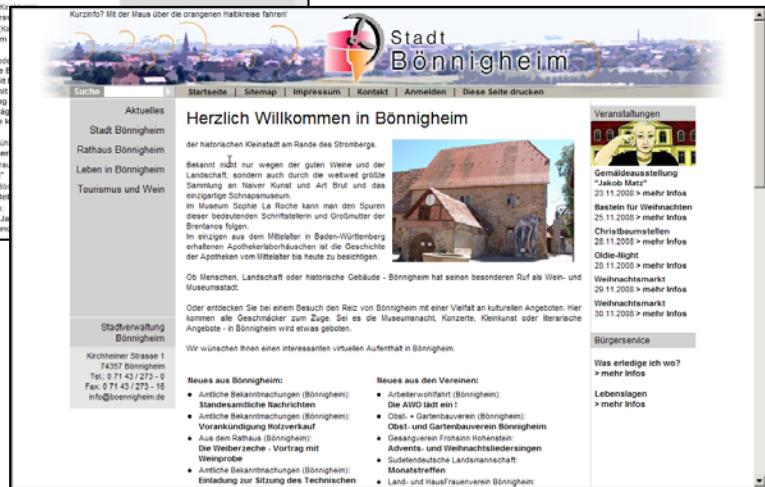 Kurzinfo? Mit der Maus über die orangenen Halbkreise fahren!
Stadt
Bönnigheim
Suche
Startseite | Sitemap | Impressum | Kontakt | Anmelden | Diese Seite drucken
Aktuelles
Stadt Bönnigheim
Rathaus Bönnigheim
Leben in Bönnigheim
Tourismus und Wein
Stadtverwaltung
Bönnigheim
Kirchheimer Strasse 1
74357 Bönnigheim
Tel.: 0 71 43 / 273 - 0
Fax: 0 71 43 / 273 - 16
info@boennigheim.de
Herzlich Willkommen in Bönnigheim
der historischen Kleinstadt am Rande des Strombergs.
Bekannt nicht nur wegen der guten Weine und der
Landschaft, sondern auch durch die weltweit größte
Sammlung an Naiver Kunst und Art Brut und das
einzigartige Schnapsmuseum.
Im Museum Sophie La Roche kann man den Spuren
dieser bedeutenden Schriftstellerin und Großmutter der
Brentanos folgen.
Im einzigen aus dem Mittelalter in Baden-Württemberg
erhaltenen Apothekerlaborhäuschen ist die Geschichte
der Apotheken vom Mittelalter bis heute zu besichtigen.
Ob Menschen, Landschaft oder historische Gebäude - Bönnigheim hat seinen besonderen Ruf als Wein- und
Museumsstadt.
Oder entdecken Sie bei einem Besuch den Reiz von Bönnigheim mit einer Vielfalt an kulturellen Angeboten. Hier
kommen alle Geschmäcker zum Zuge. Sei es die Museumanacht, Konzerte, Kleinkunst oder literarische
Angebote - in Bönnigheim wird etwas geboten.
Wir wünschen Ihnen einen interessanten virtuellen Aufenthalt in Bönnigheim.
Neues aus Bönnigheim:
Amtliche Bekanntmachungen (Bönnigheim):
Standesamtliche Nachrichten
Amtliche Bekanntmachungen (Bönnigheim):
Vorankündigung Holzverkauf
Aus dem Rathaus (Bönnigheim):
Die Weiberzeche - Vortrag mit
Weinprobe
Amtliche Bekanntmachungen (Bönnigheim):
Einladung zur Sitzung des Technischen
Neues aus den Vereinen:
Arbeiterwohlfahrt (Bönnigheim):
Die AWO lädt ein !
Obst- + Gartenbauverein (Bönnigheim):
Obst- und Gartenbauverein Bönnigheim
Gesangverein Frohsinn Hohenstein:
Advents- und Weihnachtsliedersingen
Sudetendeutsche Landsmannschaft:
Monatstreffen
Land- und HausFrauenverein Bönnigheim:
Veranstaltungen
Gemäldeausstellung
"Jakob Matz"
23.11.2008 > mehr Infos
Basteln für Weihnachten
25.11.2008 > mehr Infos
Christbaumstellen
28.11.2008 > mehr Infos
Oldie-Night
28.11.2008 > mehr Infos
Weihnachtsmarkt
29.11.2008 > mehr Infos
Weihnachtsmarkt
30.11.2008 > mehr Infos
Bürgerservice
Was erledige ich wo?
> mehr Infos
Lebenslagen
> mehr Infos